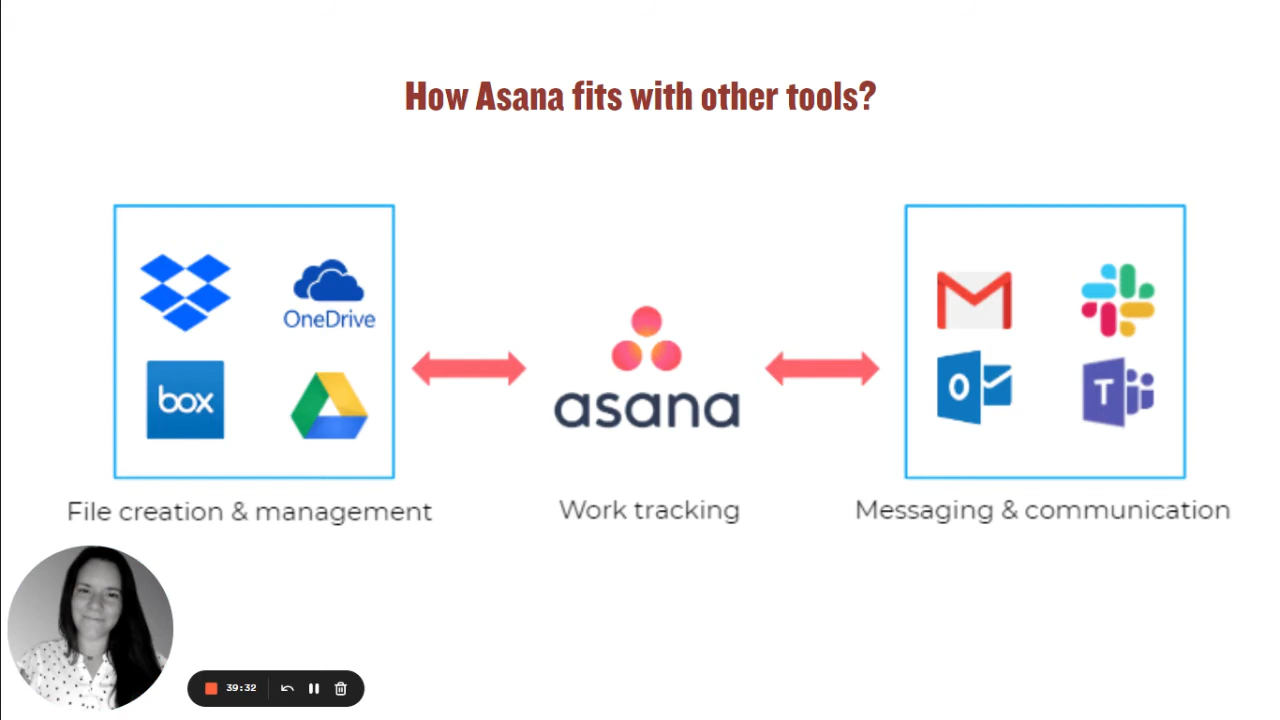 How Asana fits with other tools?
OneDrive
box
asana
O
T
File creation & management
Work tracking
Messaging & communication
39:32